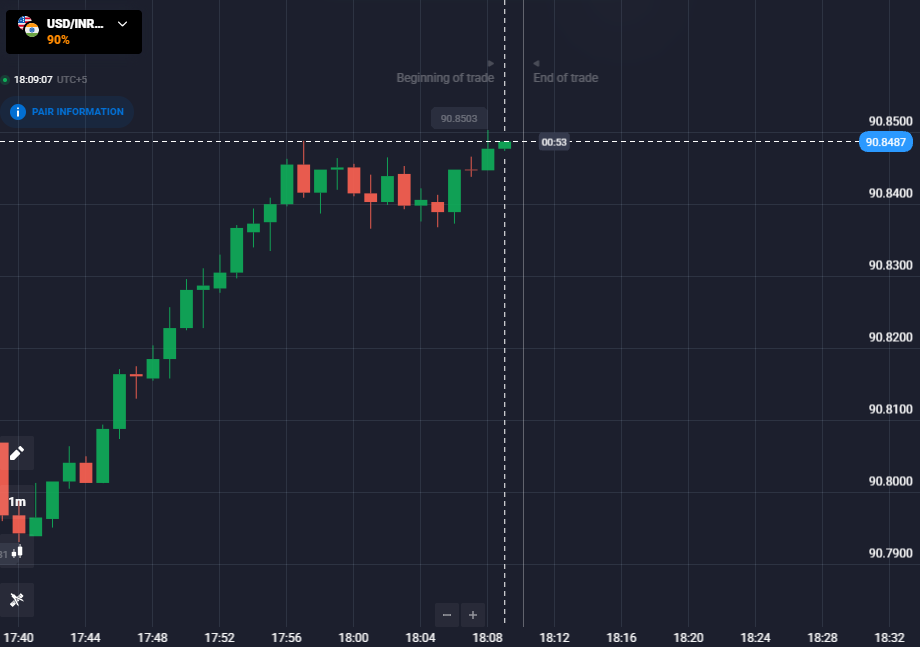 USD/INR...
90%
18:09:07 UTC+5
PAIR INFORMATION
Beginning of trade
End of trade
90.8503
00:53
90.8500
90.8487
90.8400
90.8300
90.8200
90.8100
90.8000
90.7900
1m
31
17:40 17:44 17:48 17:52 17:56 18:00 18:04 18:08 18:12 18:16 18:20 18:24 18:28 18:32